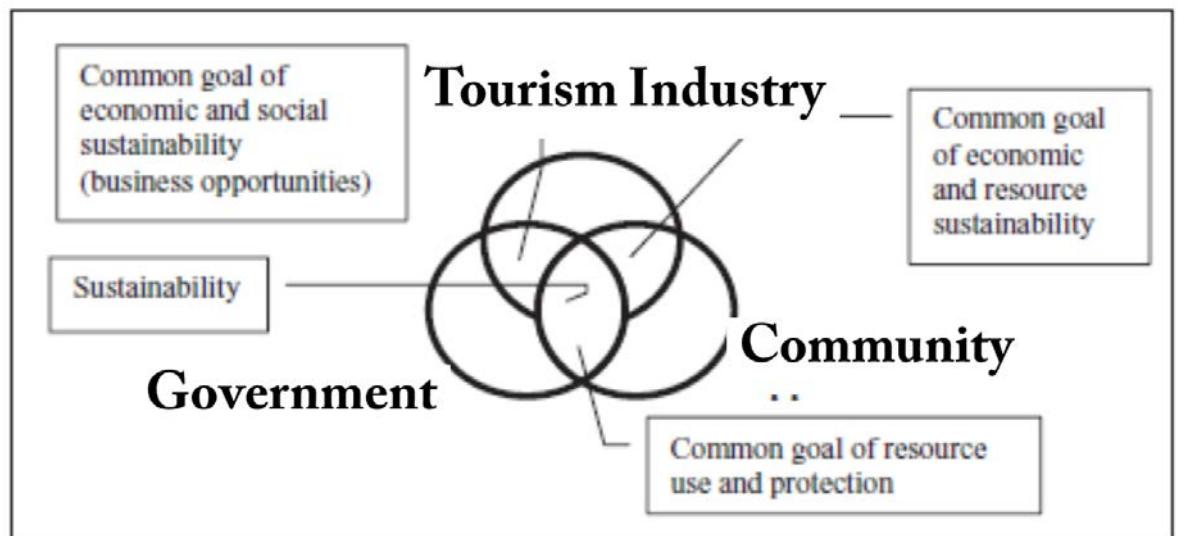 Common goal of
economic and social
sustainability
(business opportunities)
Tourism Industry
Common goal
of economic
and resource
sustainability
Sustainability
Government
Community
Common goal of resource
use and protection